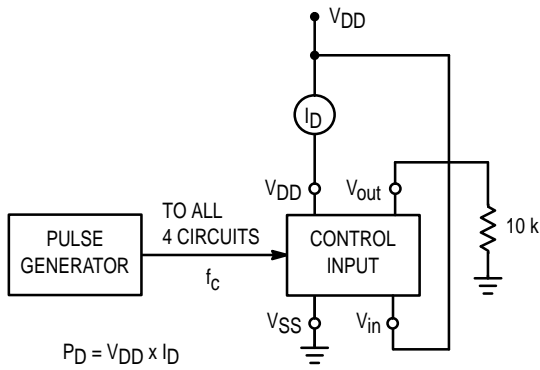 VDD
ID
VDD
Vout
TO ALL
4 CIRCUITS
PULSE
GENERATOR
fc
CONTROL
INPUT
10 k
VSS
Vin
PD = VDD x ID